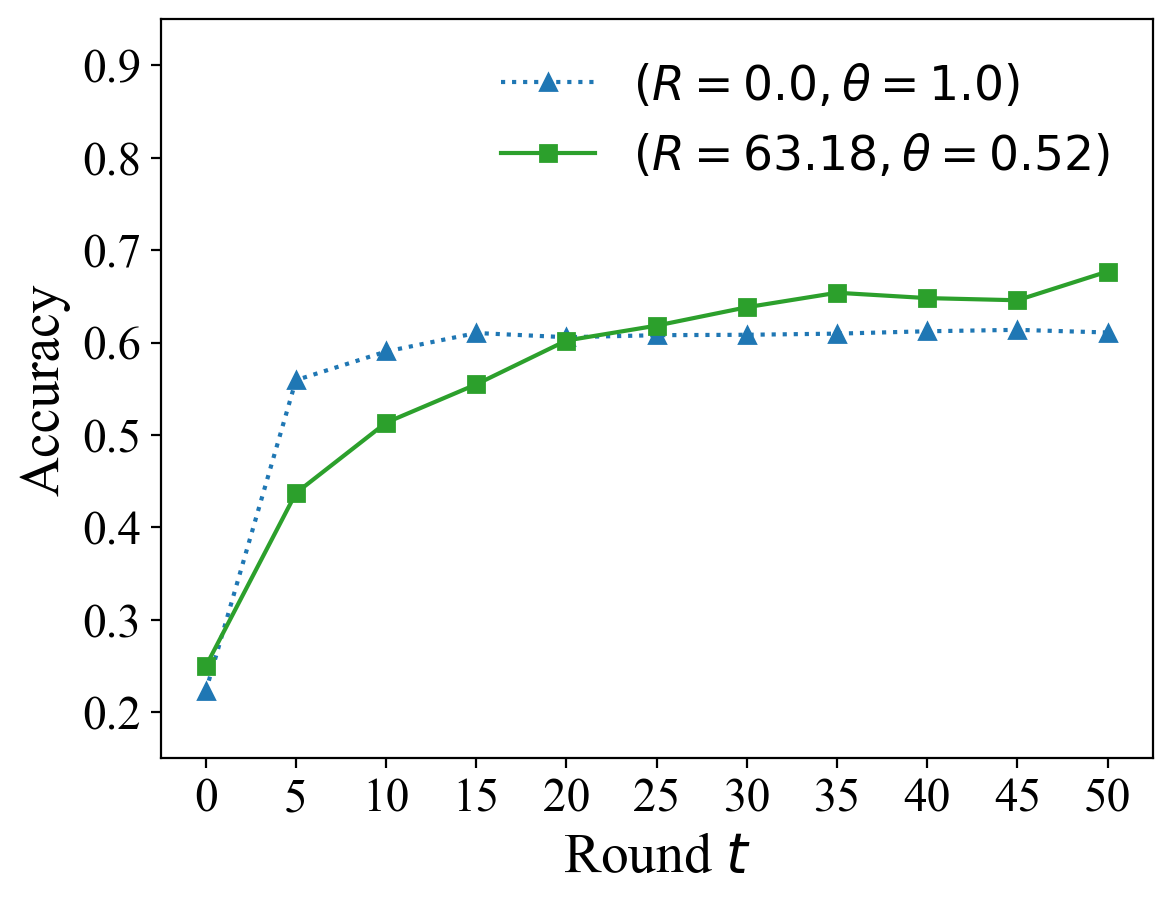 (R = 0.0, θ = 1.0)
(R = 63.18, θ = 0.52)
Accuracy
0.9
0.8
0.7
0.6
0.5
0.4
0.3
0.2
0 5 10 15 20 25 30 35 40 45 50
Round t